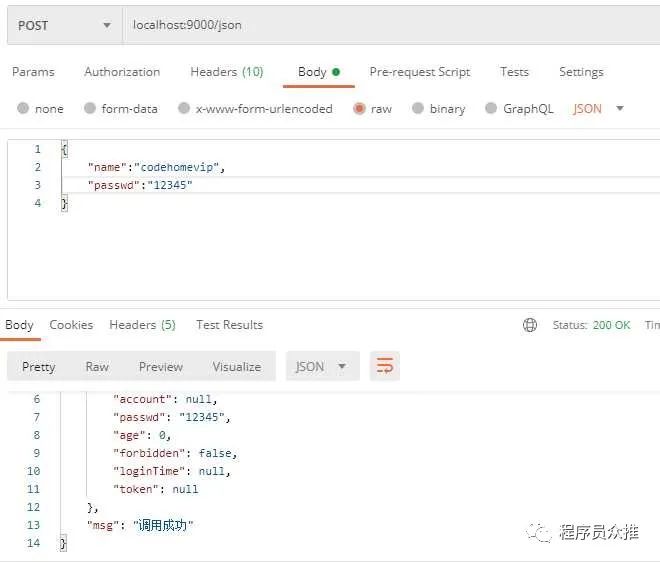 POST localhost:9000/json
Params Authorization Headers (10) Body Pre-request Script Tests Settings
none form-data x-www-form-urlencoded raw binary GraphQL JSON
1 {
2 "name":"codehomevip",
3 "passwd":"12345"
4 }
Body Cookies Headers (5) Test Results Status: 200 OK Tim
Pretty Raw Preview Visualize JSON
6 "account": null,
7 "passwd": "12345",
8 "age": 0,
9 "forbidden": false,
10 "loginTime": null,
11 "token": null
12 },
13 "msg": "调用成功"
14 }
程序员众推